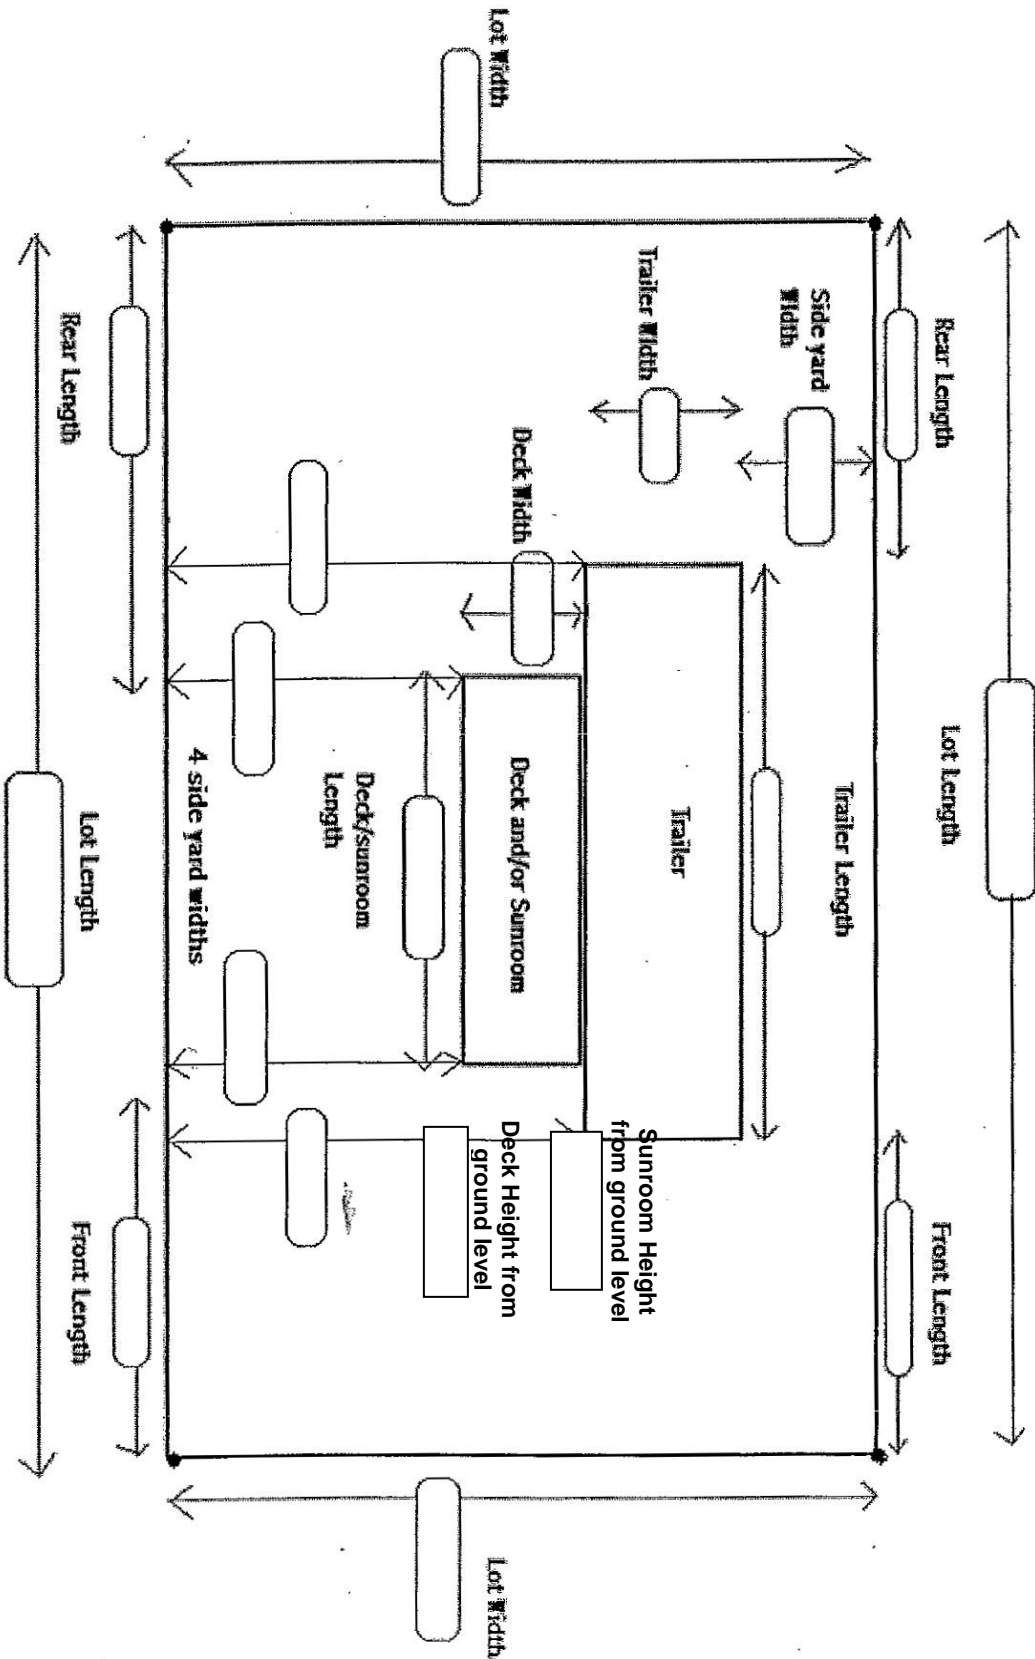 Lot Length
Rear Length
Front Length
Trailer Length
Side yard
Width
Trailer
Trailer Width
Sunroom Height
from ground level
Lot Width
Deck Width
Deck and/or Sunroom
Deck Height from
ground level
Lot Width
Deck/sunroom
Length
4 side yard widths
Rear Length
Lot Length
Front Length